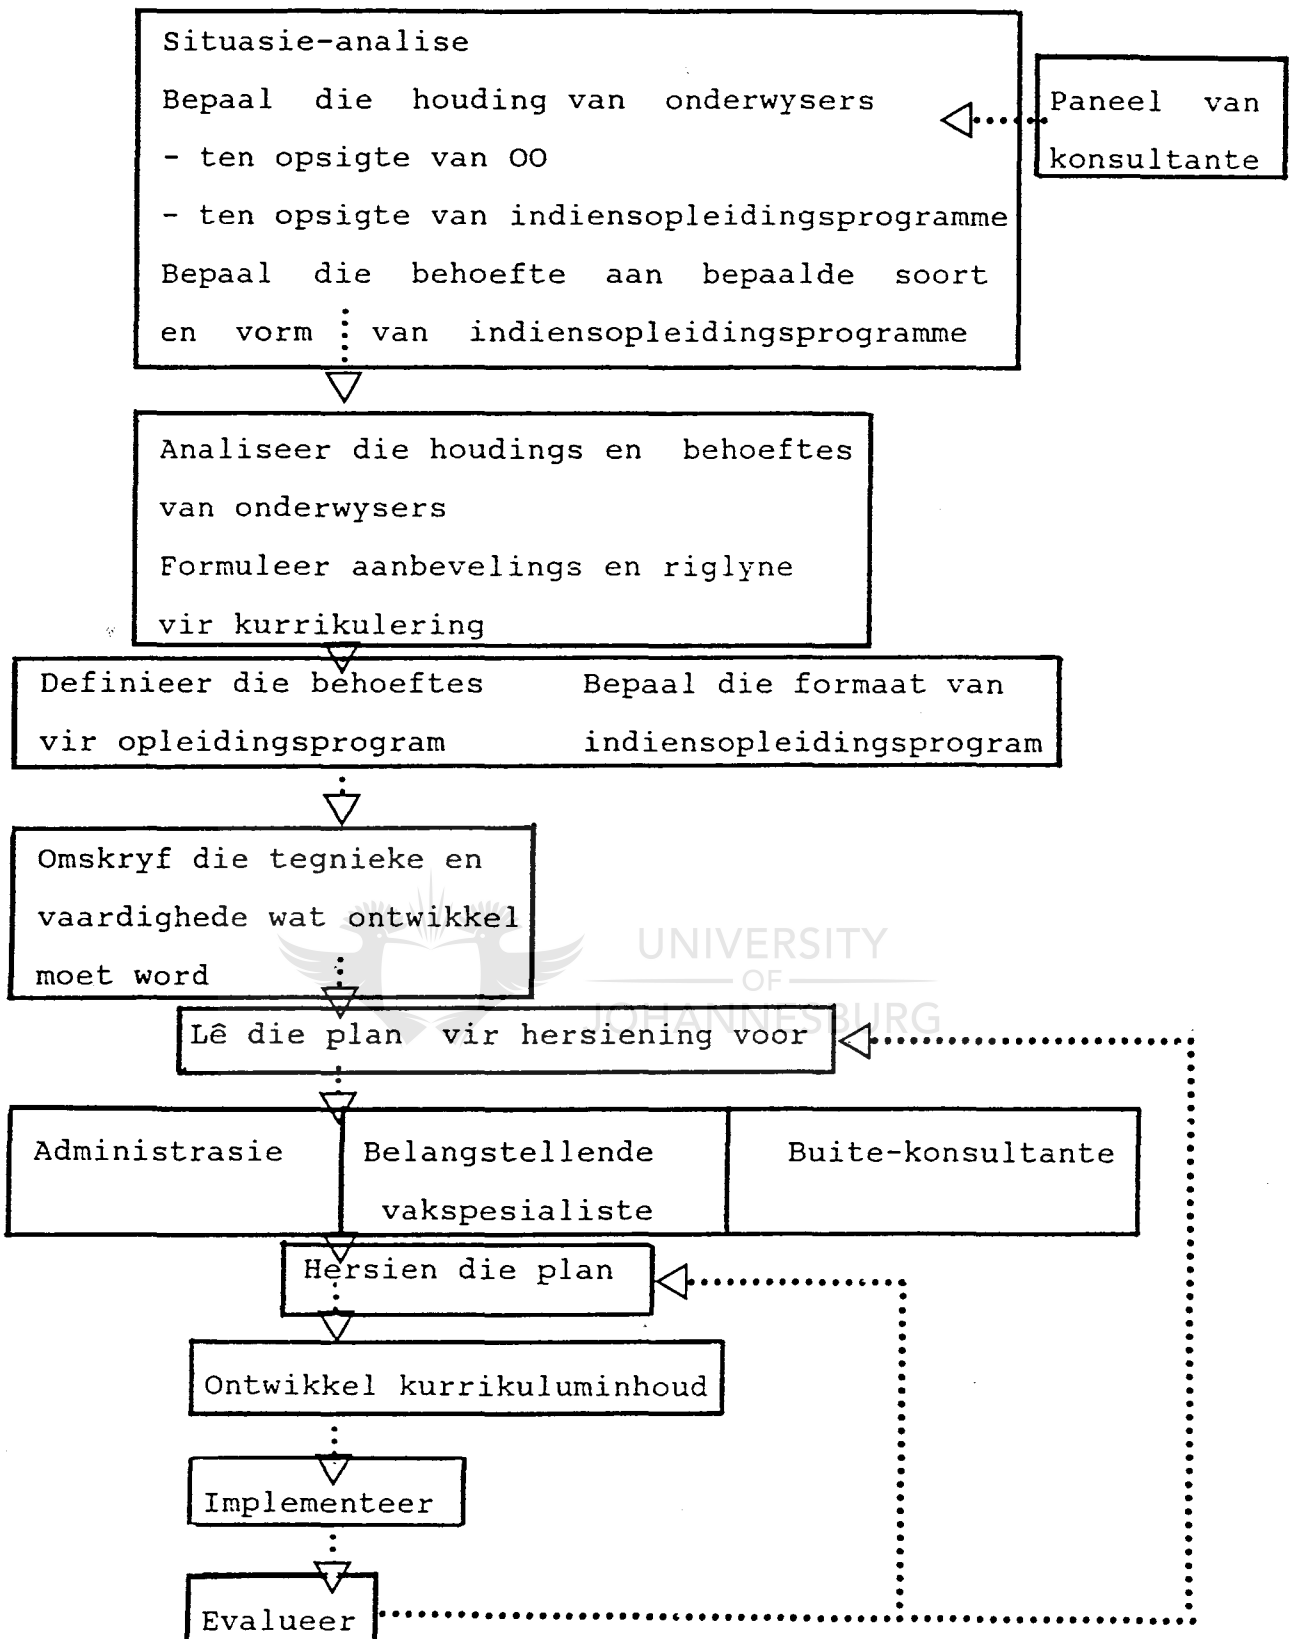 Situasie-analise
Bepaal die houding van onderwysers
- ten opsigte van OO
- ten opsigte van indiensopleidingsprogramme
Bepaal die behoefte aan bepaalde soort
en vorm van indiensopleidingsprogramme
Paneel van
konsultante
Analiseer die houdings en behoeftes
van onderwysers
Formuleer aanbevelings en riglyne
vir kurrikulering
Definieer die behoeftes
vir opleidingsprogram
Bepaal die formaat van
indiensopleidingsprogram
Omskryf die tegnieke en
vaardighede wat ontwikkel
moet word
UNIVERSITY
OF
JOHANNESBURG
Lê die plan vir hersiening voor
Administrasie
Belangstellende
vakspesialiste
Buite-konsultante
Hersien die plan
Ontwikkel kurrikuluminhoud
Implementeer
Evalueer